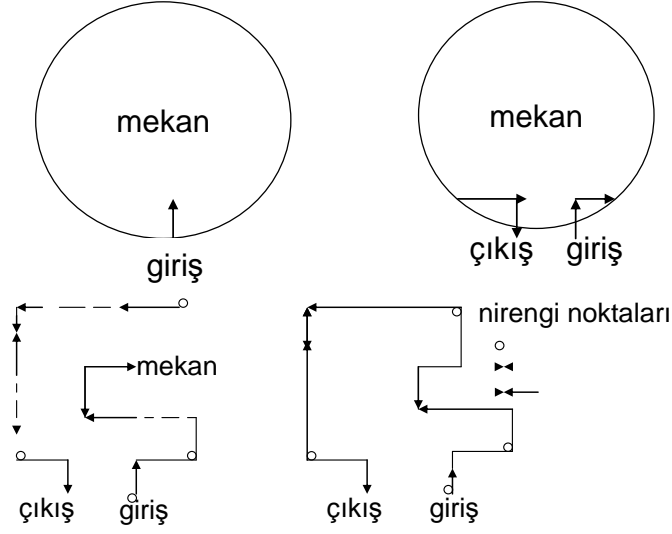 mekan
mekan
giriş
çıkış giriş
nirengi noktaları
mekan
çıkış giriş
çıkış giriş